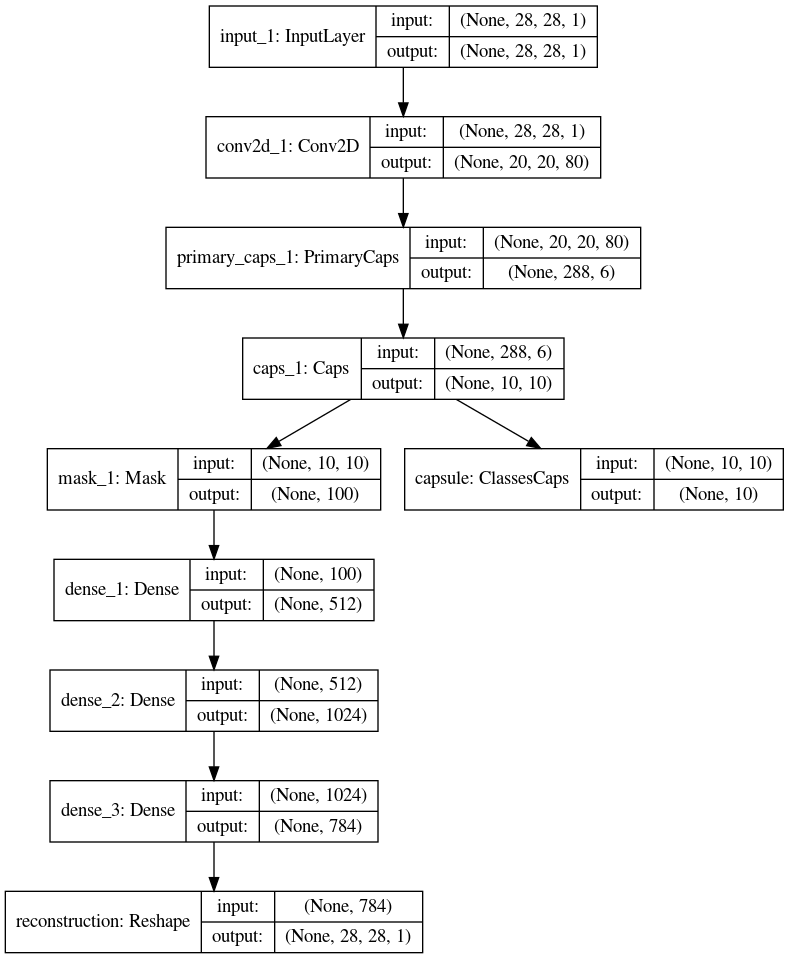 input_1: InputLayer
input: (None, 28, 28, 1)
output: (None, 28, 28, 1)
conv2d_1: Conv2D
input: (None, 28, 28, 1)
output: (None, 20, 20, 80)
primary_caps_1: PrimaryCaps
input: (None, 20, 20, 80)
output: (None, 288, 6)
caps_1: Caps
input: (None, 288, 6)
output: (None, 10, 10)
mask_1: Mask
input: (None, 10, 10)
output: (None, 100)
capsule: ClassesCaps
input: (None, 10, 10)
output: (None, 10)
dense_1: Dense
input: (None, 100)
output: (None, 512)
dense_2: Dense
input: (None, 512)
output: (None, 1024)
dense_3: Dense
input: (None, 1024)
output: (None, 784)
reconstruction: Reshape
input: (None, 784)
output: (None, 28, 28, 1)